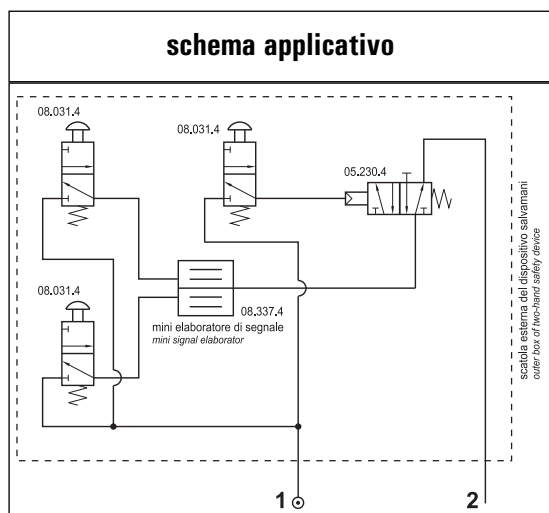 schema applicativo
08.031.4
08.031.4
05.230.4
08.031.4
08.337.4
mini elaboratore di segnale
mini signal elaborator
scatola esterna del dispositivo salvamani
outer box of two-hand safety device
1
2